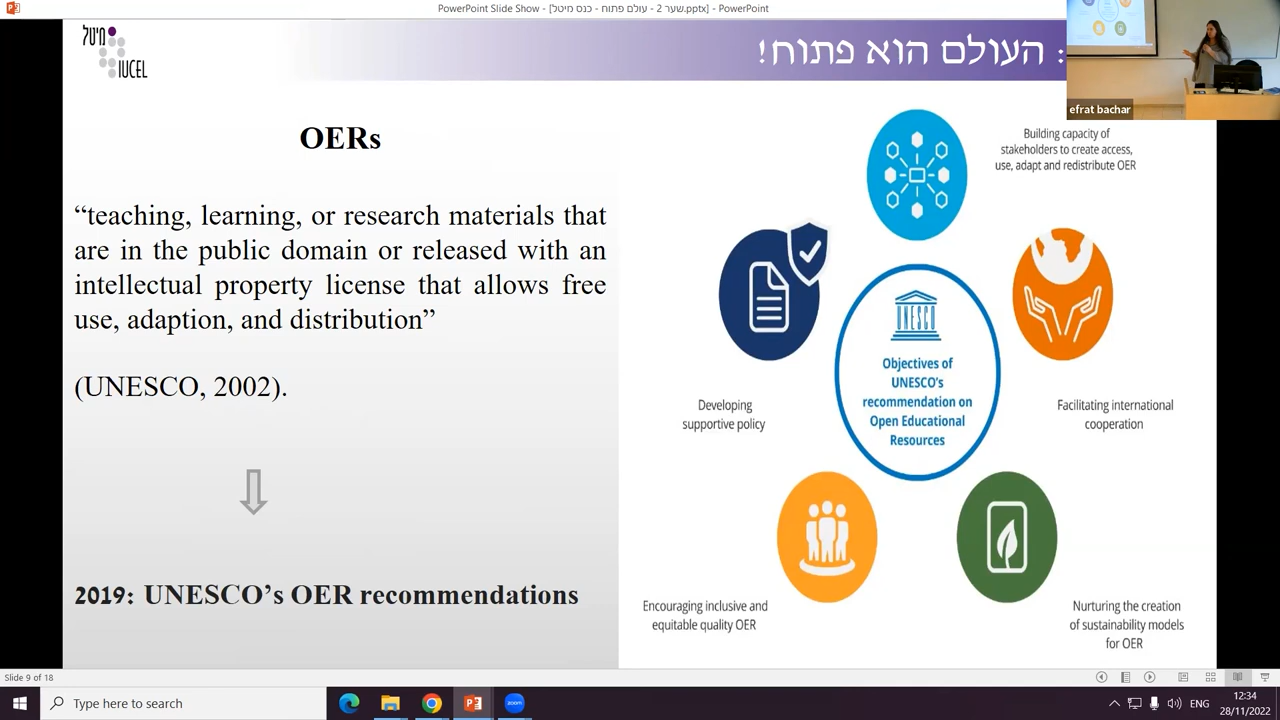 PowerPoint Slide Show - [שער 2 - עולם פתוח - כנס מיטל.pptx] - PowerPoint
מיטל
IUCEL
: העולם הוא פתוח!
efrat bachar
OERs
“teaching, learning, or research materials that
are in the public domain or released with an
intellectual property license that allows free
use, adaption, and distribution”
(UNESCO, 2002).
2019: UNESCO’s OER recommendations
Building capacity of
stakeholders to create access,
use, adapt and redistribute OER
UNESCO
Objectives of
UNESCO’s
recommendation on
Open Educational
Resources
Developing
supportive policy
Facilitating international
cooperation
Encouraging inclusive and
equitable quality OER
Nurturing the creation
of sustainability models
for OER
Slide 9 of 18
Type here to search
zoom
ENG
12:34
28/11/2022